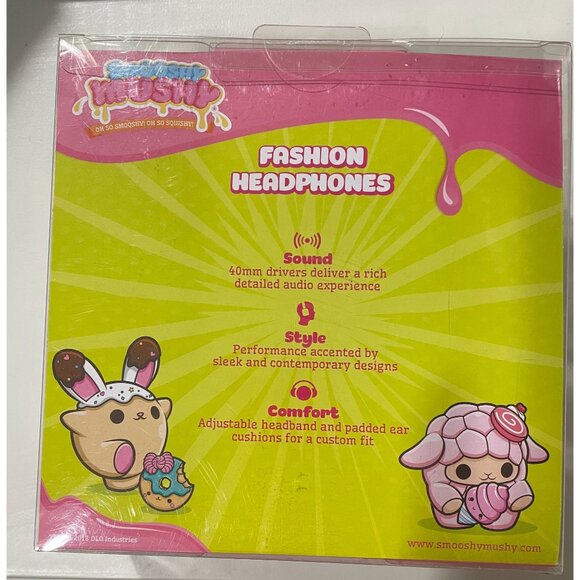 SMOOSHY
MUSHY
OH SO SMOOSHY! OH SO SQUISHY!
FASHION
HEADPHONES
Sound
40mm drivers deliver a rich
detailed audio experience
Style
Performance accented by
sleek and contemporary designs
Comfort
Adjustable headband and padded ear
cushions for a custom fit
2018 OLO Industries
www.smooshymushy.com